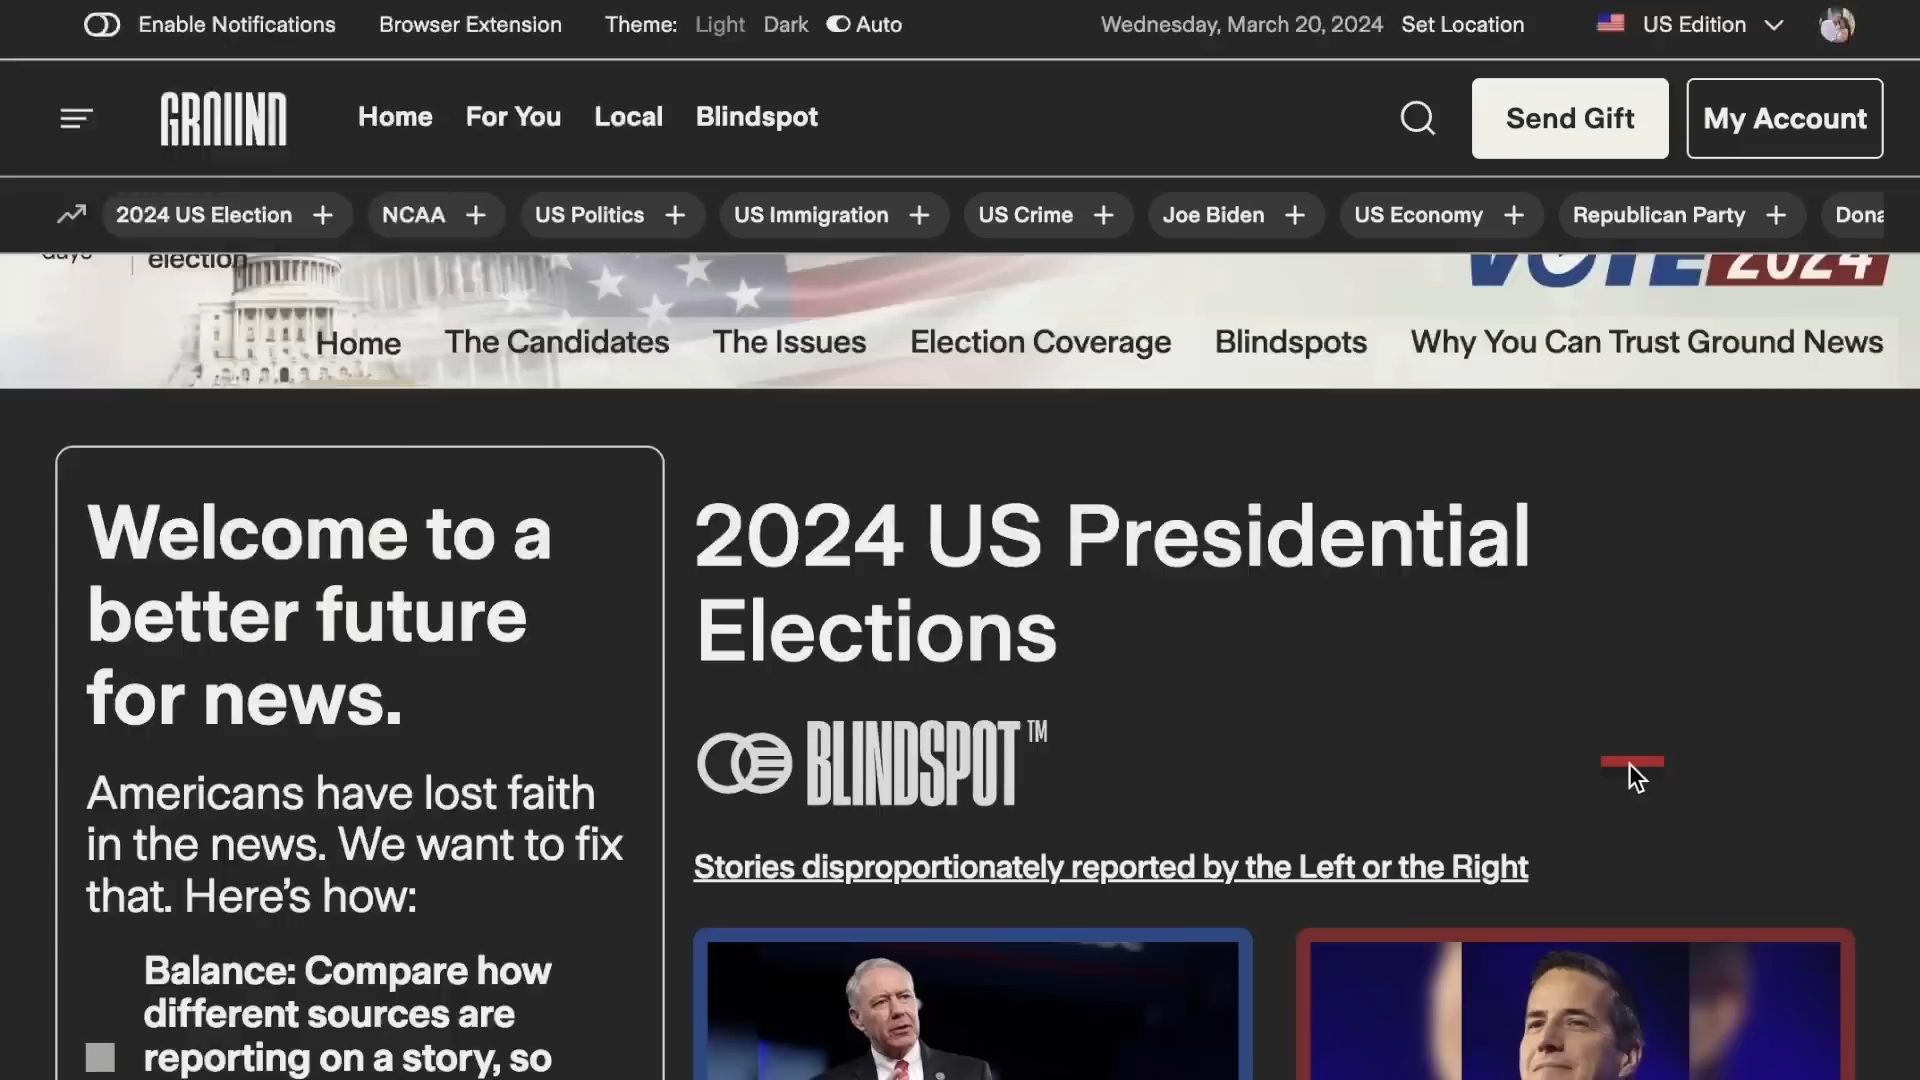 Enable Notifications Browser Extension Theme: Light Dark Auto Wednesday, March 20, 2024 Set Location US Edition
GROUND Home For You Local Blindspot Send Gift My Account
2024 US Election + NCAA + US Politics + US Immigration + US Crime + Joe Biden + US Economy + Republican Party + Dona
days election VOTE 2024
Home The Candidates The Issues Election Coverage Blindspots Why You Can Trust Ground News
Welcome to a
better future
for news.
Americans have lost faith
in the news. We want to fix
that. Here’s how:
Balance: Compare how
different sources are
reporting on a story, so
2024 US Presidential
Elections
BLINDSPOT™
Stories disproportionately reported by the Left or the Right